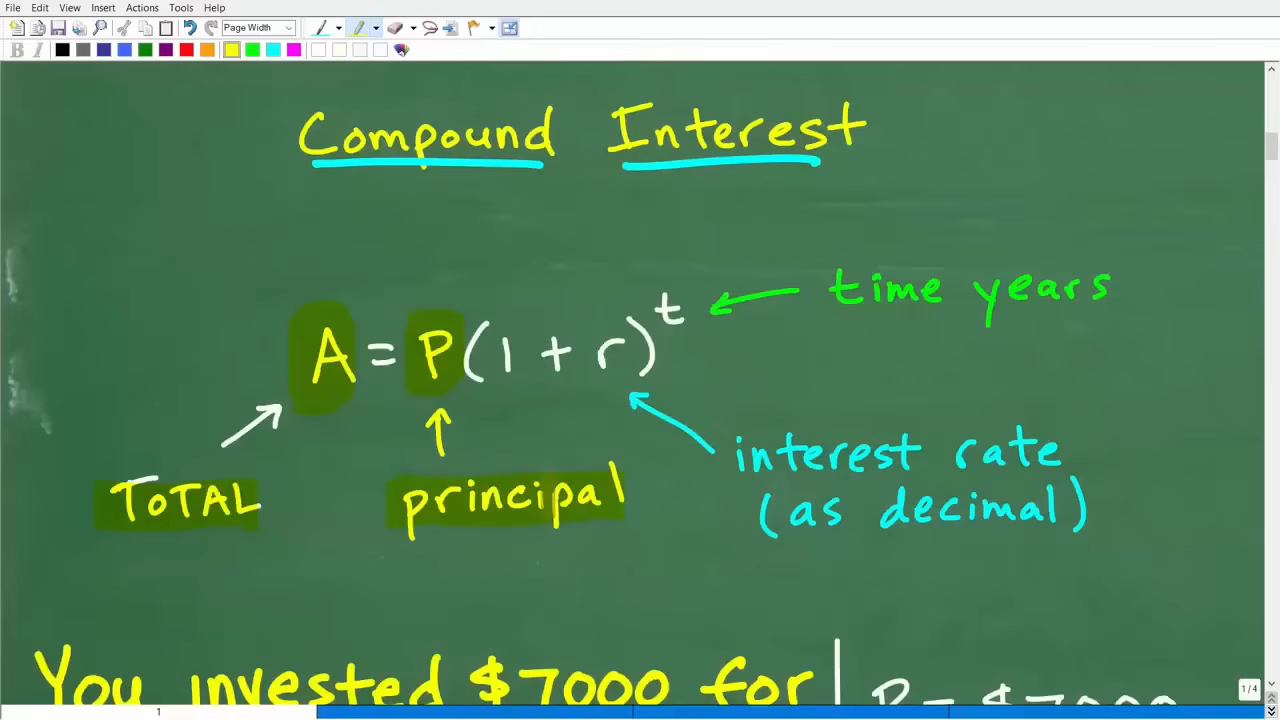 File Edit View Insert Actions Tools Help
Page Width
B I
Compound Interest
A = P(1 + r)^t
time years
TOTAL
principal
interest rate
(as decimal)
You invested $7000 for
P = $7000
1/4
1